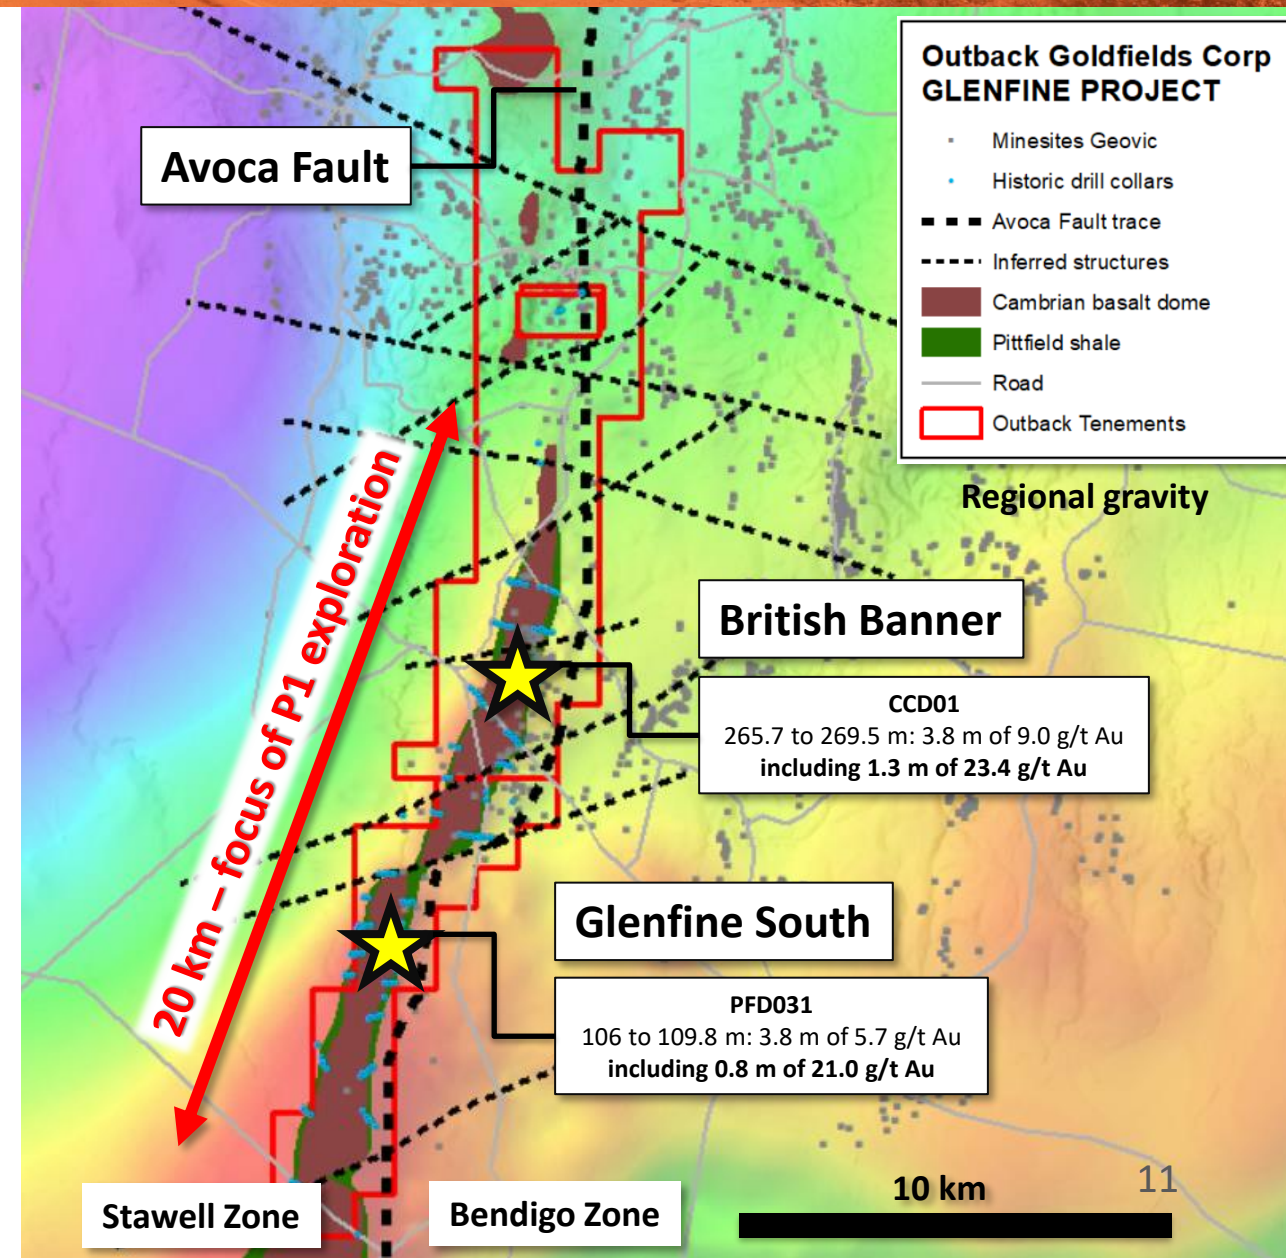 Outback Goldfields Corp
GLENFINE PROJECT
Minesites Geovic
Historic drill collars
Avoca Fault trace
Inferred structures
Cambrian basalt dome
Pittfield shale
Road
Outback Tenements
Avoca Fault
Regional gravity
20 km – focus of P1 exploration
British Banner
CCD01
265.7 to 269.5 m: 3.8 m of 9.0 g/t Au
including 1.3 m of 23.4 g/t Au
Glenfine South
PFD031
106 to 109.8 m: 3.8 m of 5.7 g/t Au
including 0.8 m of 21.0 g/t Au
Stawell Zone
Bendigo Zone
10 km
11